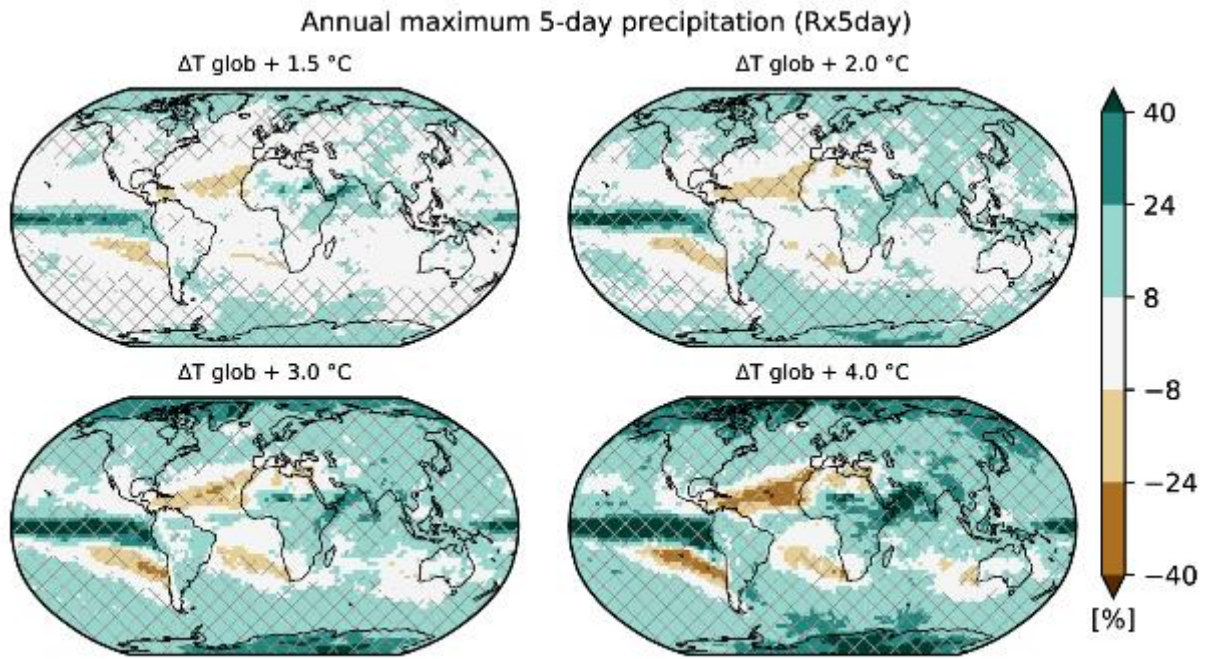 Annual maximum 5-day precipitation (Rx5day)
ΔT glob + 1.5 °C
ΔT glob + 2.0 °C
40
24
8
−8
−24
−40
[%]
ΔT glob + 3.0 °C
ΔT glob + 4.0 °C